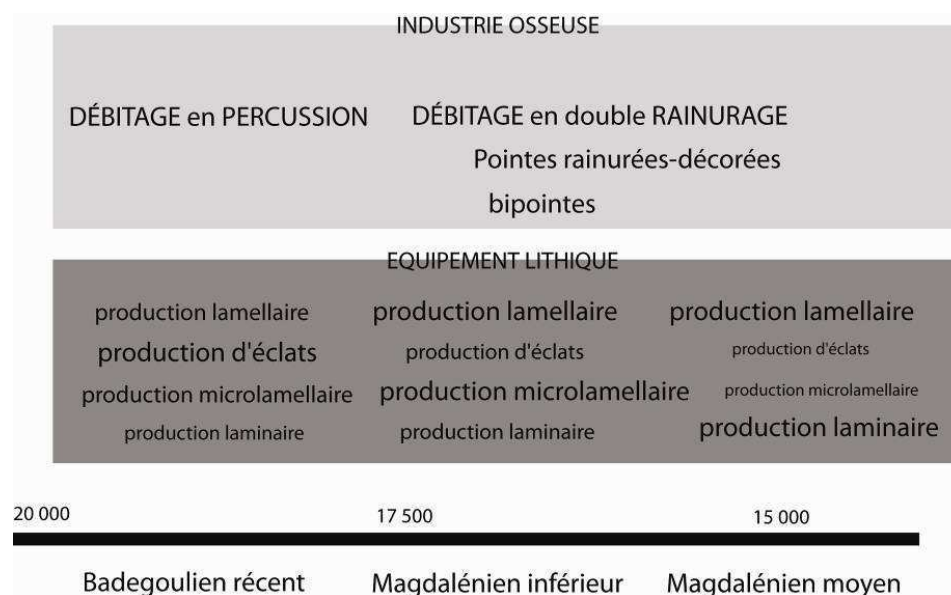 INDUSTRIE OSSEUSE
DÉBITAGE en PERCUSSION DÉBITAGE en double RAINURAGE
Pointes rainurées-décorées
bipointes
EQUIPEMENT LITHIQUE
production lamellaire production lamellaire production lamellaire
production d'éclats production d'éclats production d'éclats
production microlamellaire production microlamellaire production microlamellaire
production laminaire production laminaire production laminaire
20 000 17 500 15 000
Badegoulien récent Magdalénien inférieur Magdalénien moyen